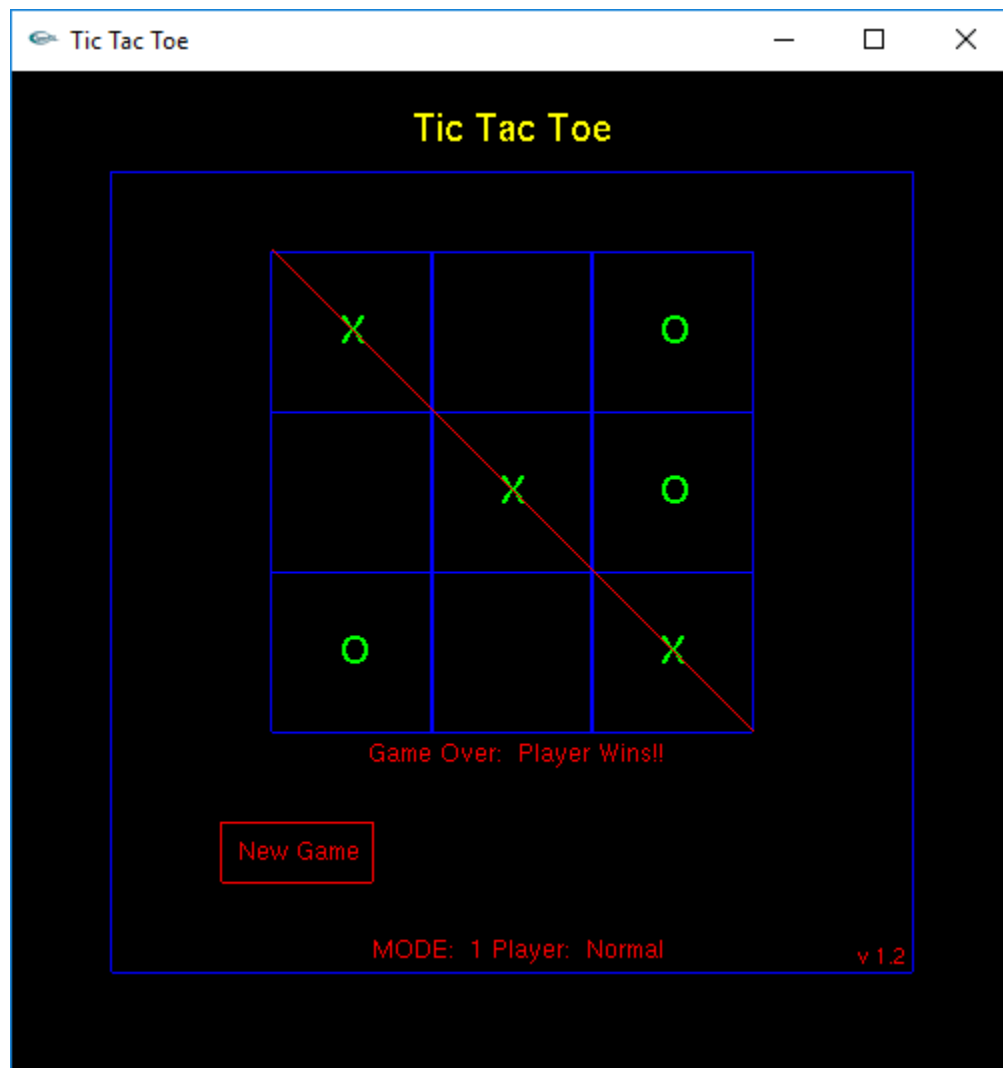 Tic Tac Toe
Tic Tac Toe
X O
X O
O X
Game Over: Player Wins!!
New Game
MODE: 1 Player: Normal
v 1.2